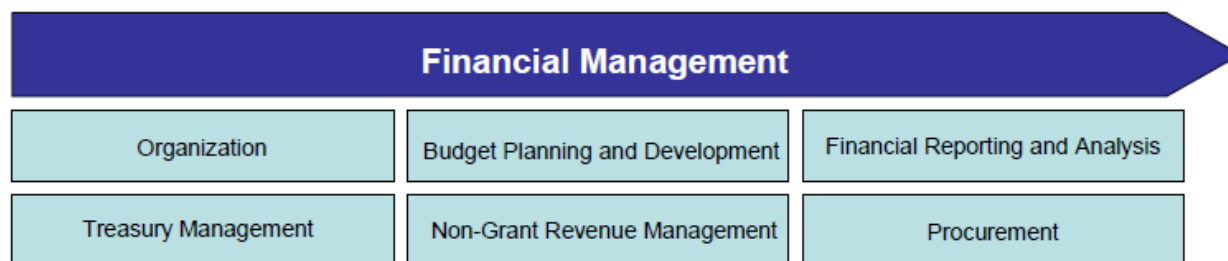 Financial Management
Organization
Budget Planning and Development
Financial Reporting and Analysis
Treasury Management
Non-Grant Revenue Management
Procurement